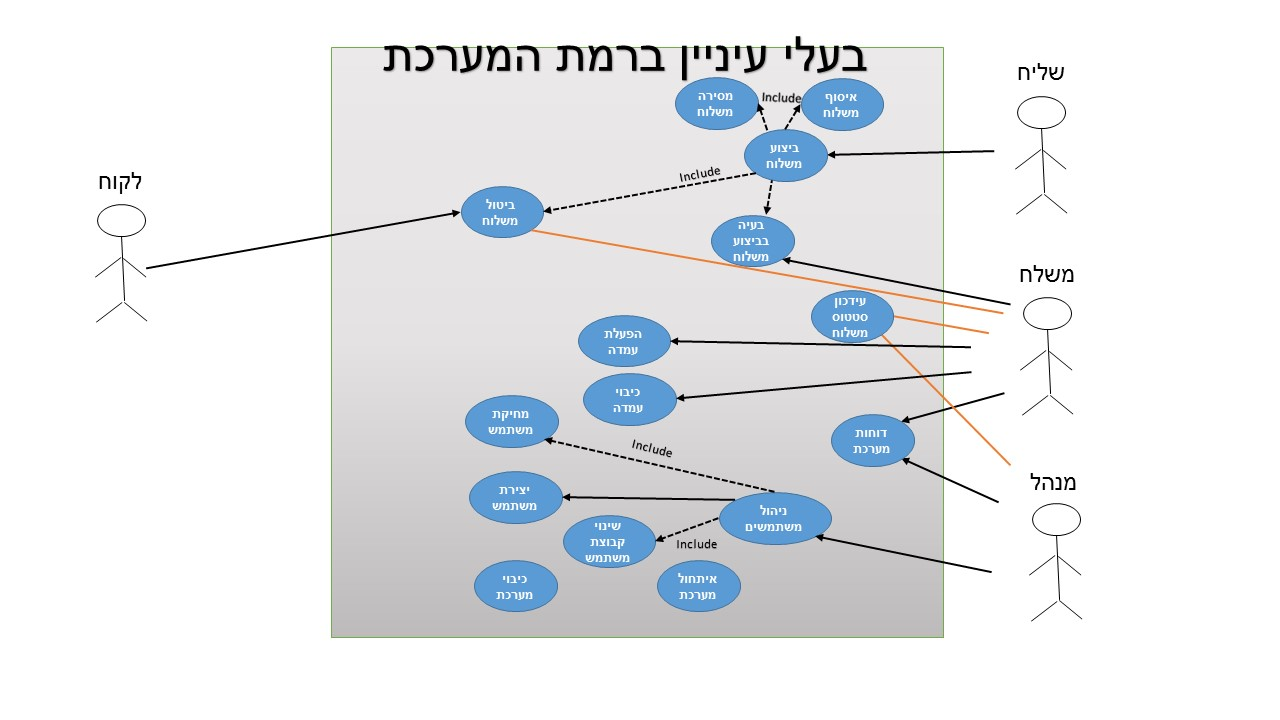 בעלי עיניין ברמת המערכת
שליח
מסירה
משלוח
Include
איסוף
משלוח
ביצוע
משלוח
Include
לקוח
ביטול
משלוח
בעיה
בביצוע
משלוח
משלח
עידכון
סטטוס
משלוח
הפעלת
עמדה
כיבוי
עמדה
מחיקת
משתמש
Include
דוחות
מערכת
מנהל
יצירת
משתמש
ניהול
משתמשים
שינוי
קבוצת
משתמש
Include
כיבוי
מערכת
איתחול
מערכת